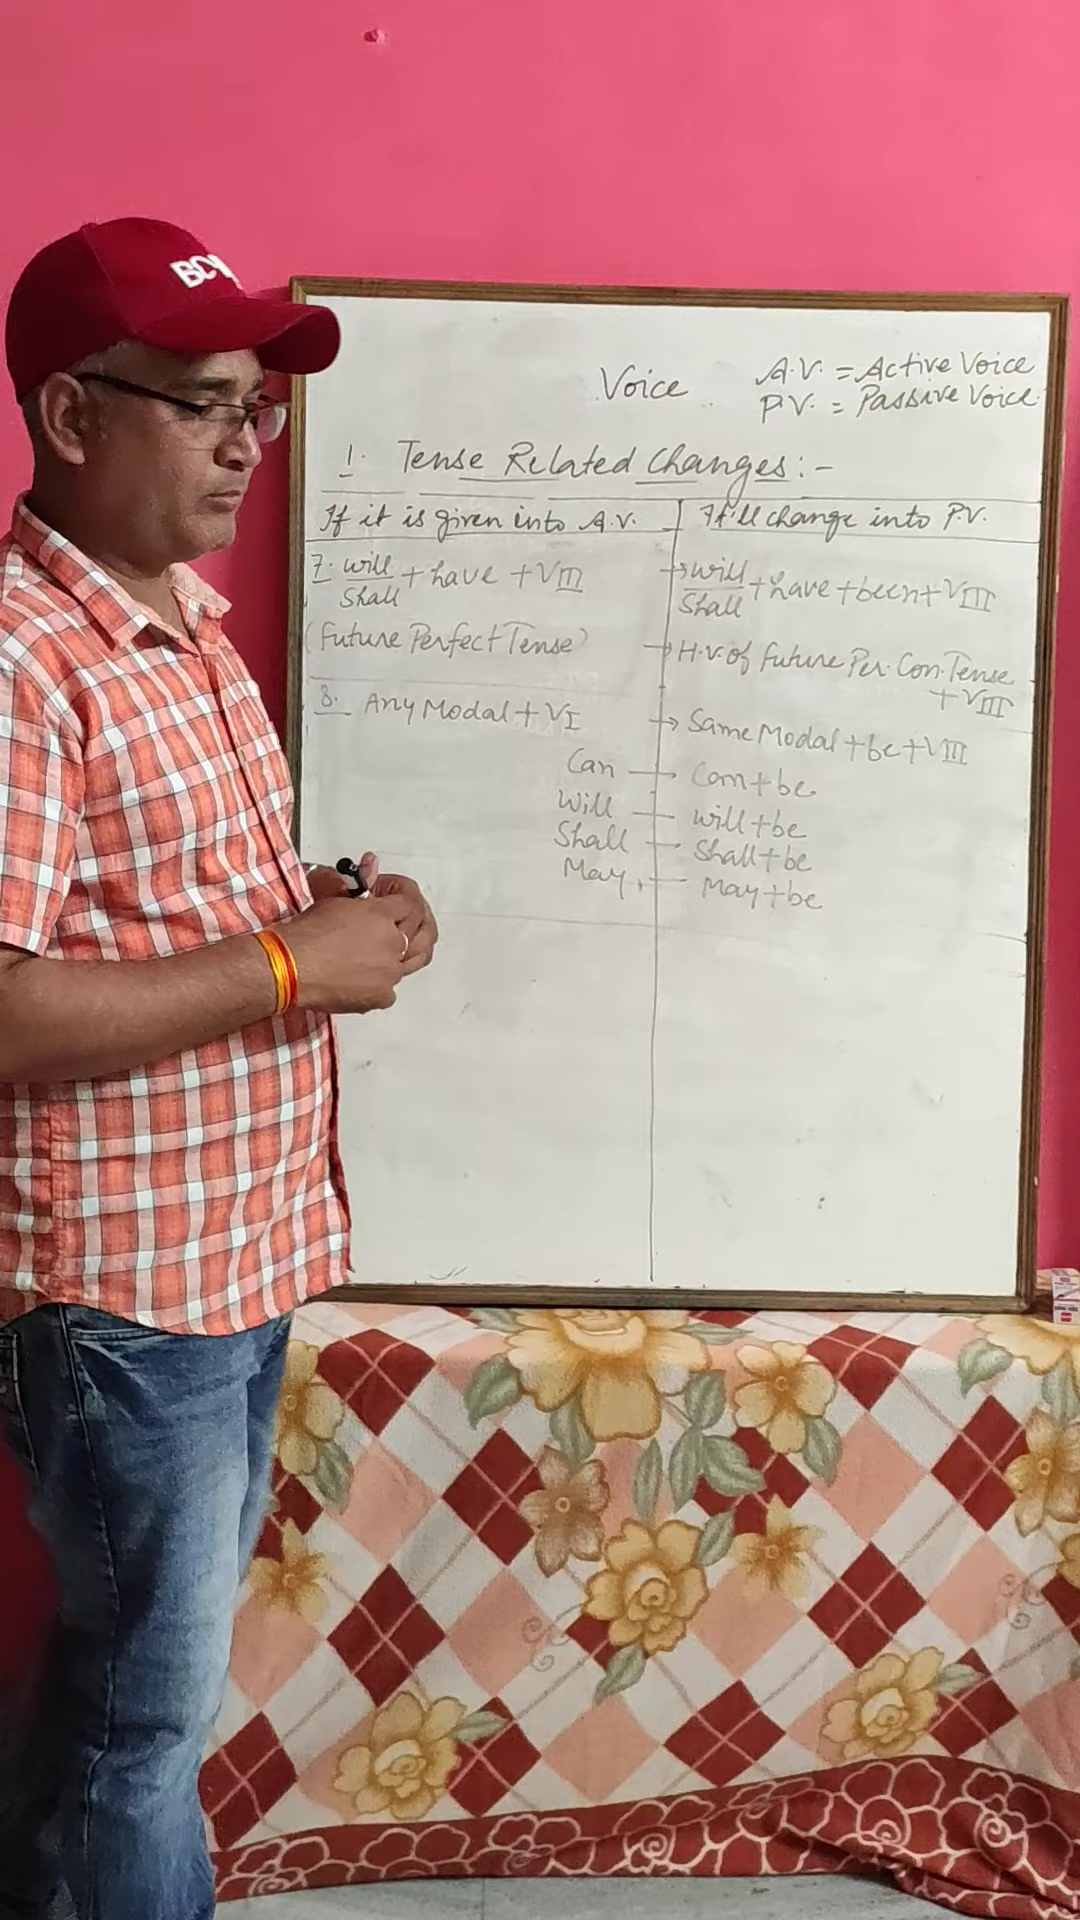 Voice
A.V. = Active Voice
P.V. = Passive Voice
1. Tense Related Changes:-
If it is given into A.V. It'll change into P.V.
7. Will/Shall + have + VIII → Will/Shall + have + been + VIII
(Future Perfect Tense) → H.V. of Future Per. Con. Tense + VIII
8. Any Modal + VI → Same Modal + be + VIII
Can — Can + be
Will — Will + be
Shall — Shall + be
May — May + be